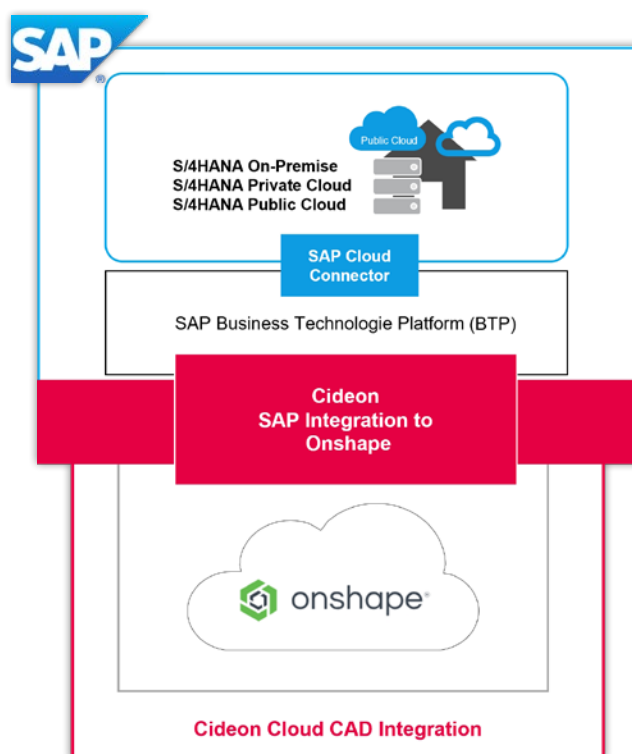 SAP
®
Public Cloud
S/4HANA On-Premise
S/4HANA Private Cloud
S/4HANA Public Cloud
SAP Cloud
Connector
SAP Business Technologie Platform (BTP)
Cideon
SAP Integration to
Onshape
onshape®
Cideon Cloud CAD Integration